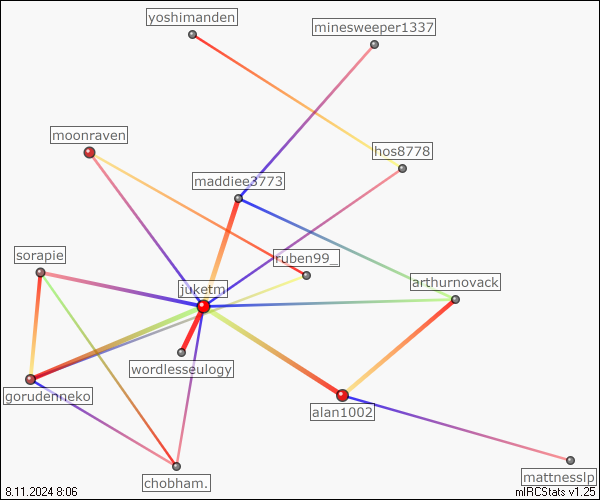 yoshimanden
minesweeper1337
moonraven
hos8778
maddiee3773
sorapie
ruben99_
arthurnovack
juketm
wordlesseulogy
gorudenneko
alan1002
mattnesslp
chobham.
8.11.2024 8:06
mIRCStats v1.25